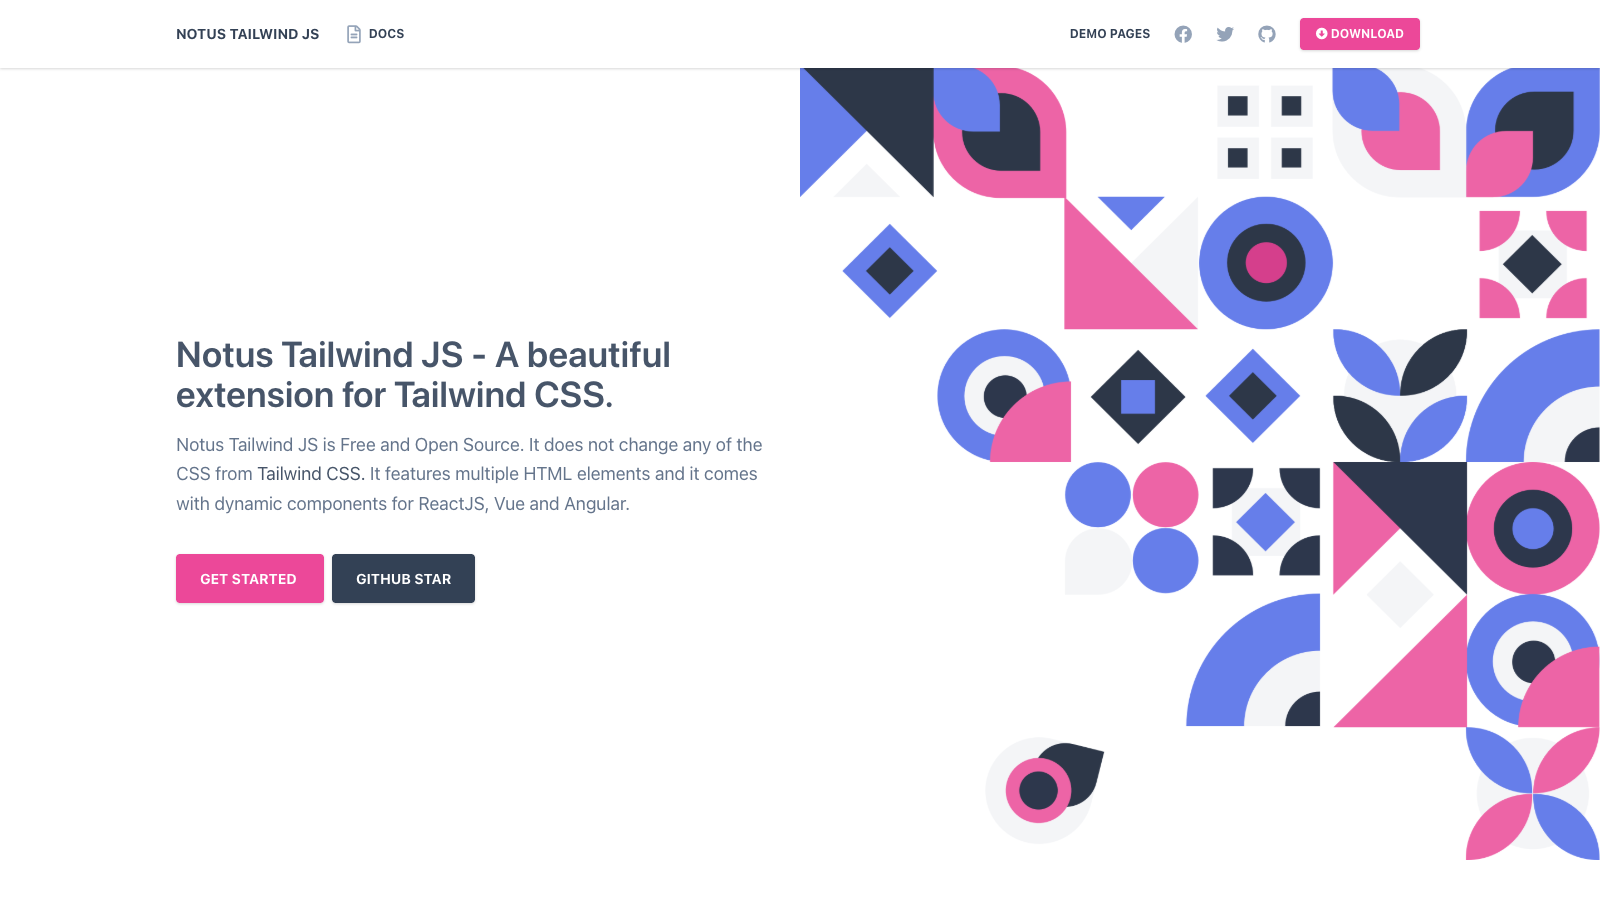 NOTUS TAILWIND JS
DOCS
DEMO PAGES
DOWNLOAD
Notus Tailwind JS - A beautiful
extension for Tailwind CSS.
Notus Tailwind JS is Free and Open Source. It does not change any of the
CSS from Tailwind CSS. It features multiple HTML elements and it comes
with dynamic components for ReactJS, Vue and Angular.
GET STARTED
GITHUB STAR